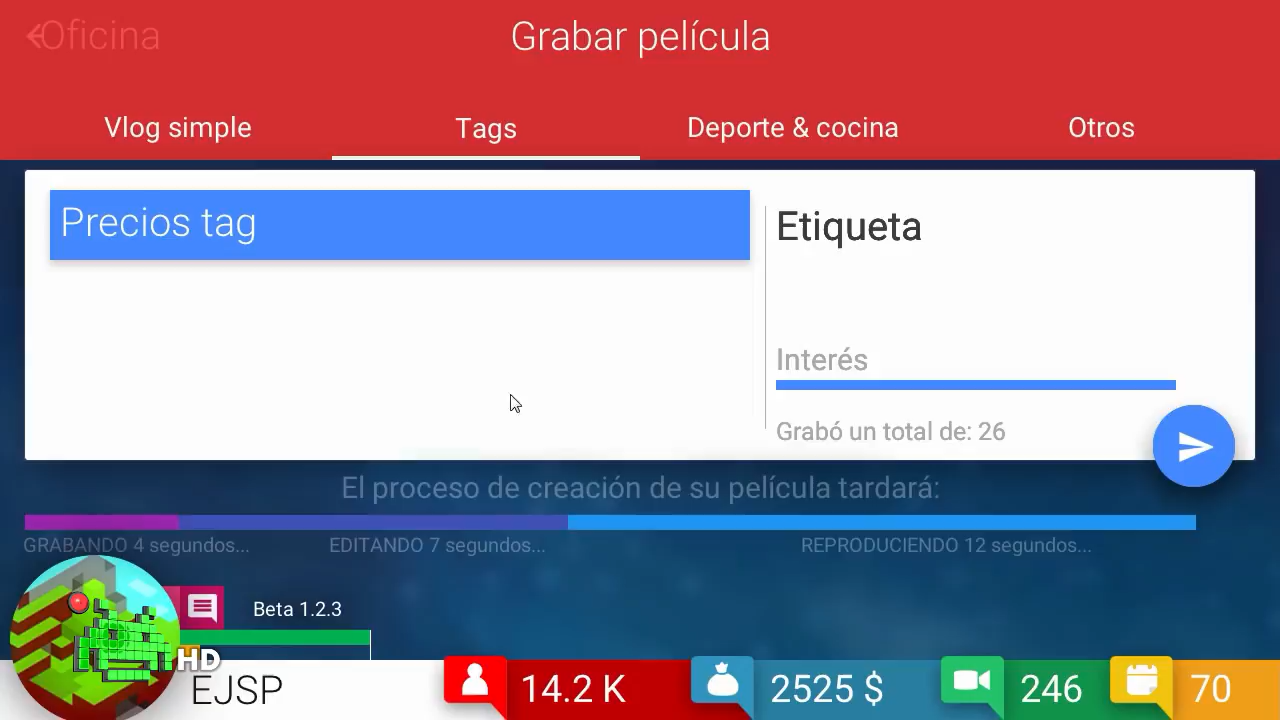 Oficina
Grabar película
Vlog simple
Tags
Deporte & cocina
Otros
Precios tag
Etiqueta
Interés
Grabó un total de: 26
El proceso de creación de su película tardará:
GRABANDO 4 segundos...
EDITANDO 7 segundos...
REPRODUCIENDO 12 segundos...
Beta 1.2.3
HD
EJSP
14.2 K
2525 $
246
70